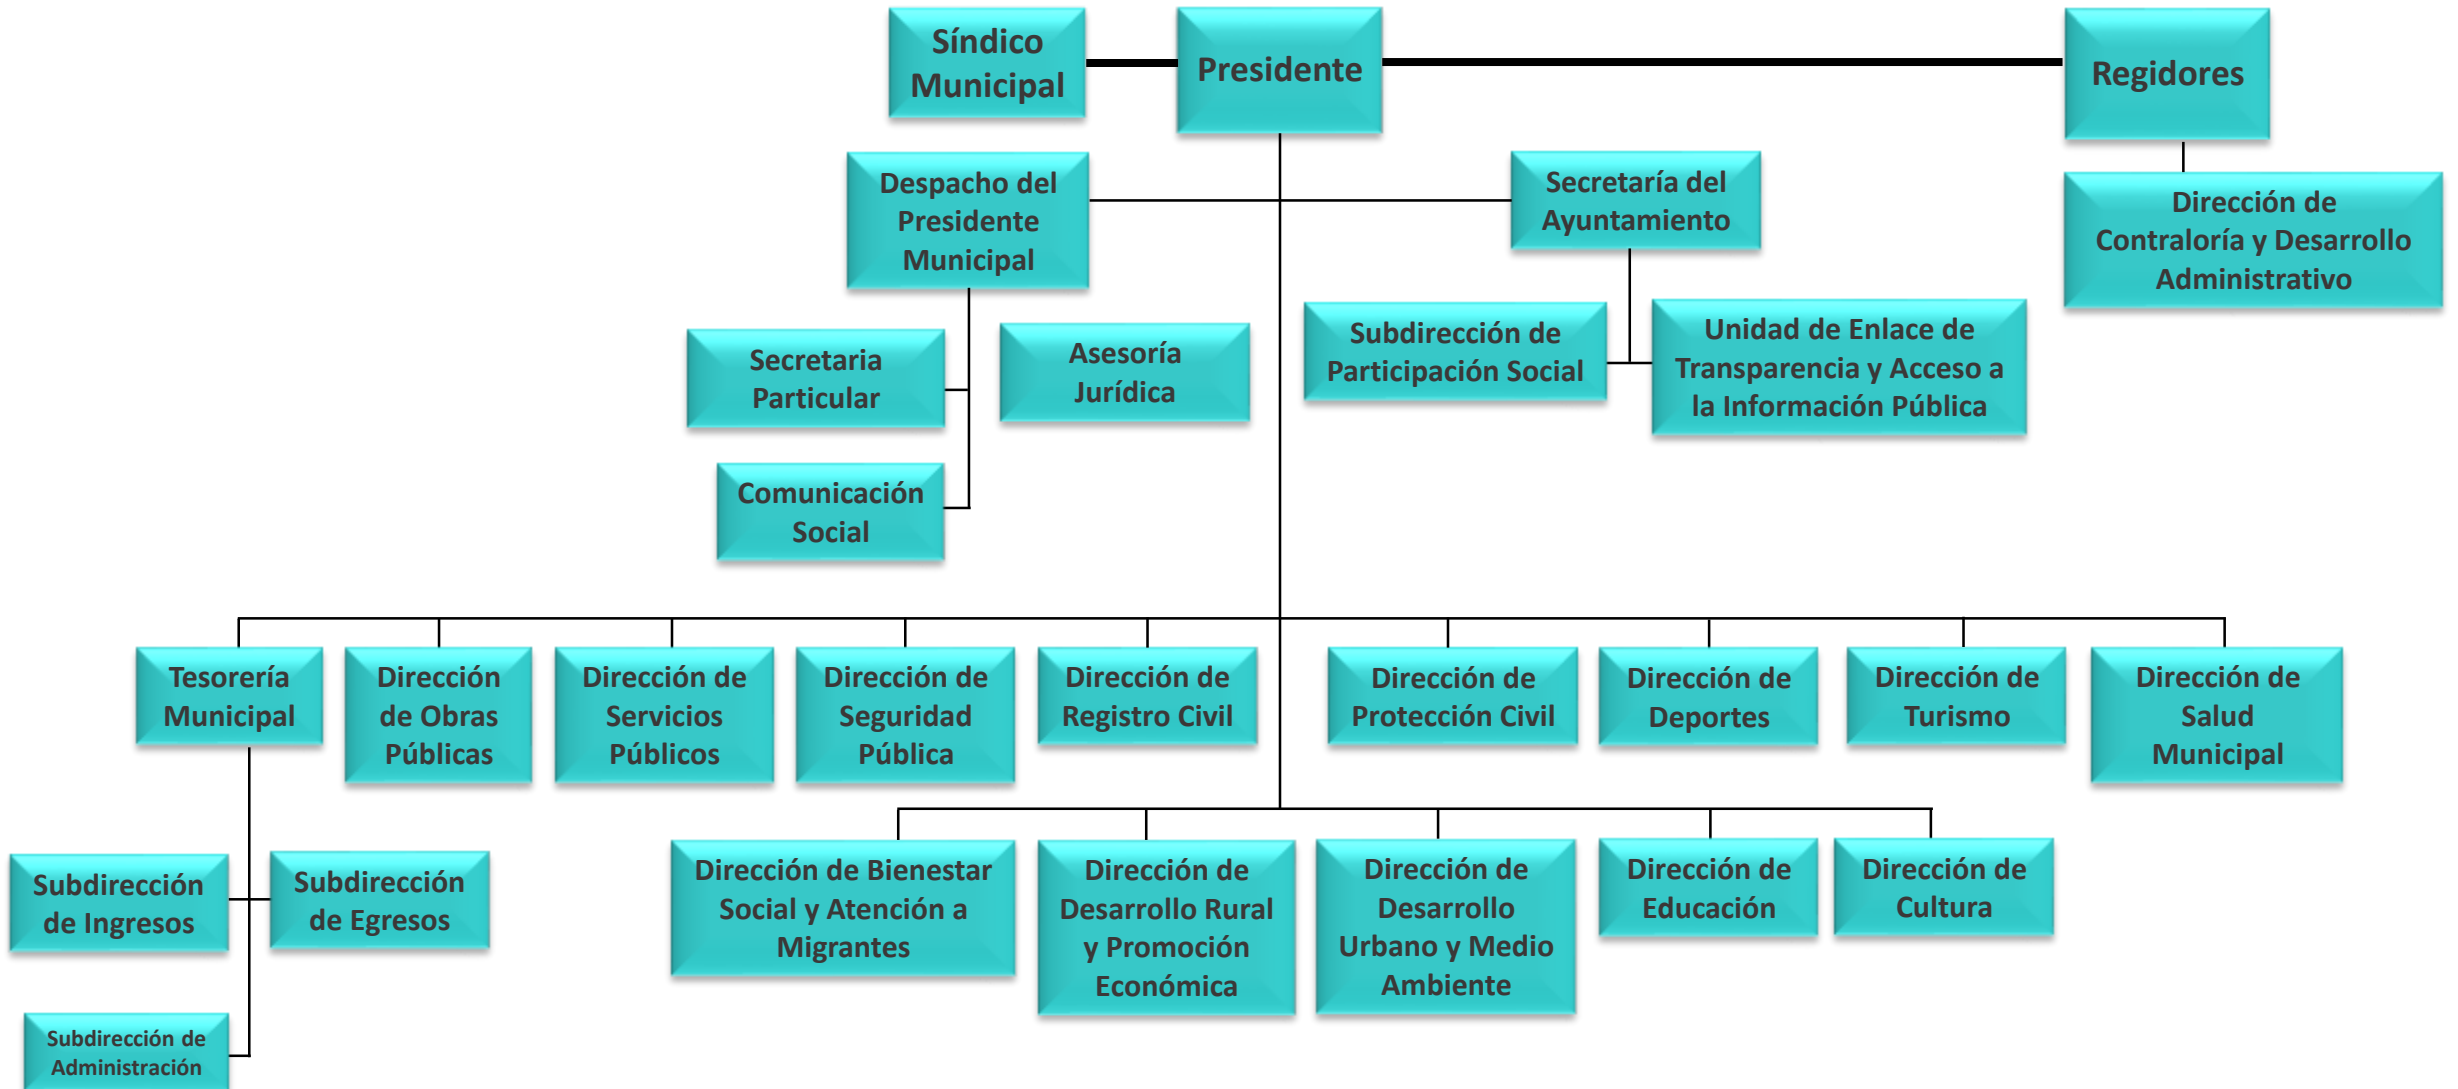 Síndico
Municipal
Presidente
Regidores
Despacho del
Presidente
Municipal
Secretaría del
Ayuntamiento
Dirección de
Contraloría y Desarrollo
Administrativo
Secretaria
Particular
Asesoría
Jurídica
Subdirección de
Participación Social
Unidad de Enlace de
Transparencia y Acceso a
la Información Pública
Comunicación
Social
Tesorería
Municipal
Dirección
de Obras
Públicas
Dirección de
Servicios
Públicos
Dirección de
Seguridad
Pública
Dirección de
Registro Civil
Dirección de
Protección Civil
Dirección de
Deportes
Dirección de
Turismo
Dirección de
Salud
Municipal
Subdirección
de Ingresos
Subdirección
de Egresos
Dirección de Bienestar
Social y Atención a
Migrantes
Dirección de
Desarrollo Rural
y Promoción
Económica
Dirección de
Desarrollo
Urbano y Medio
Ambiente
Dirección de
Educación
Dirección de
Cultura
Subdirección de
Administración